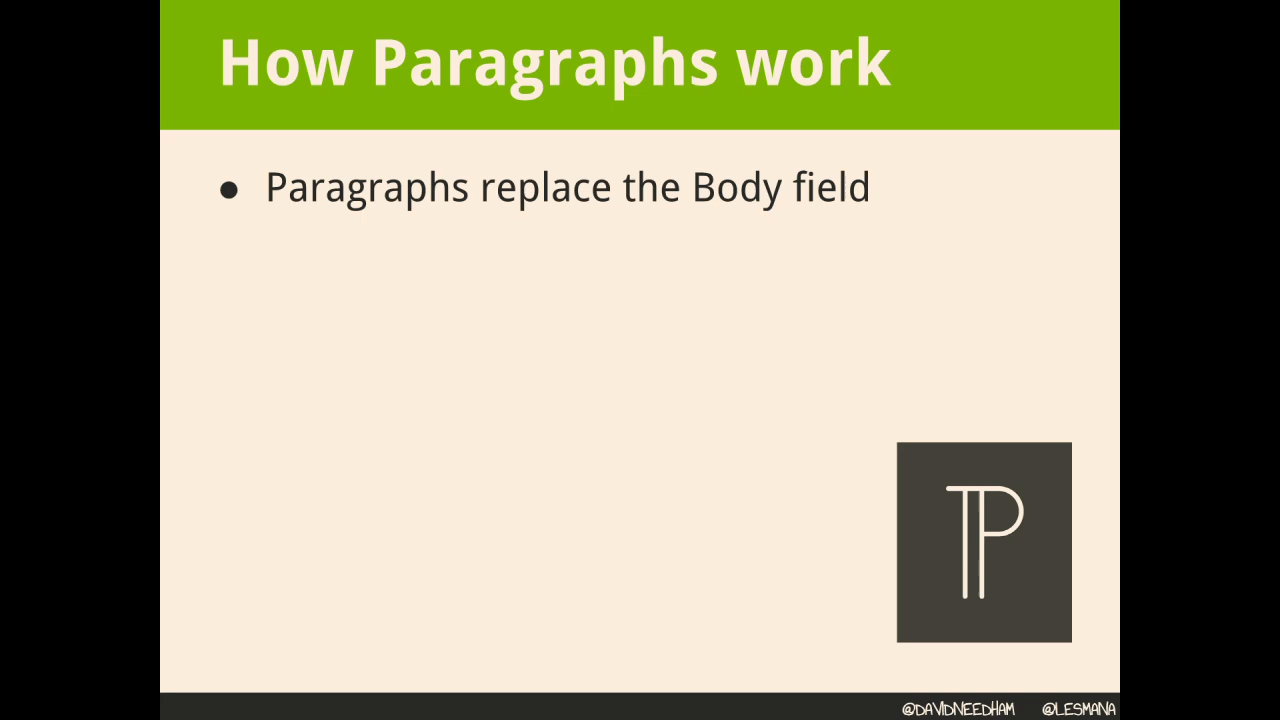 How Paragraphs work
● Paragraphs replace the Body field
@DAVIDNEEDHAM @LESMANA